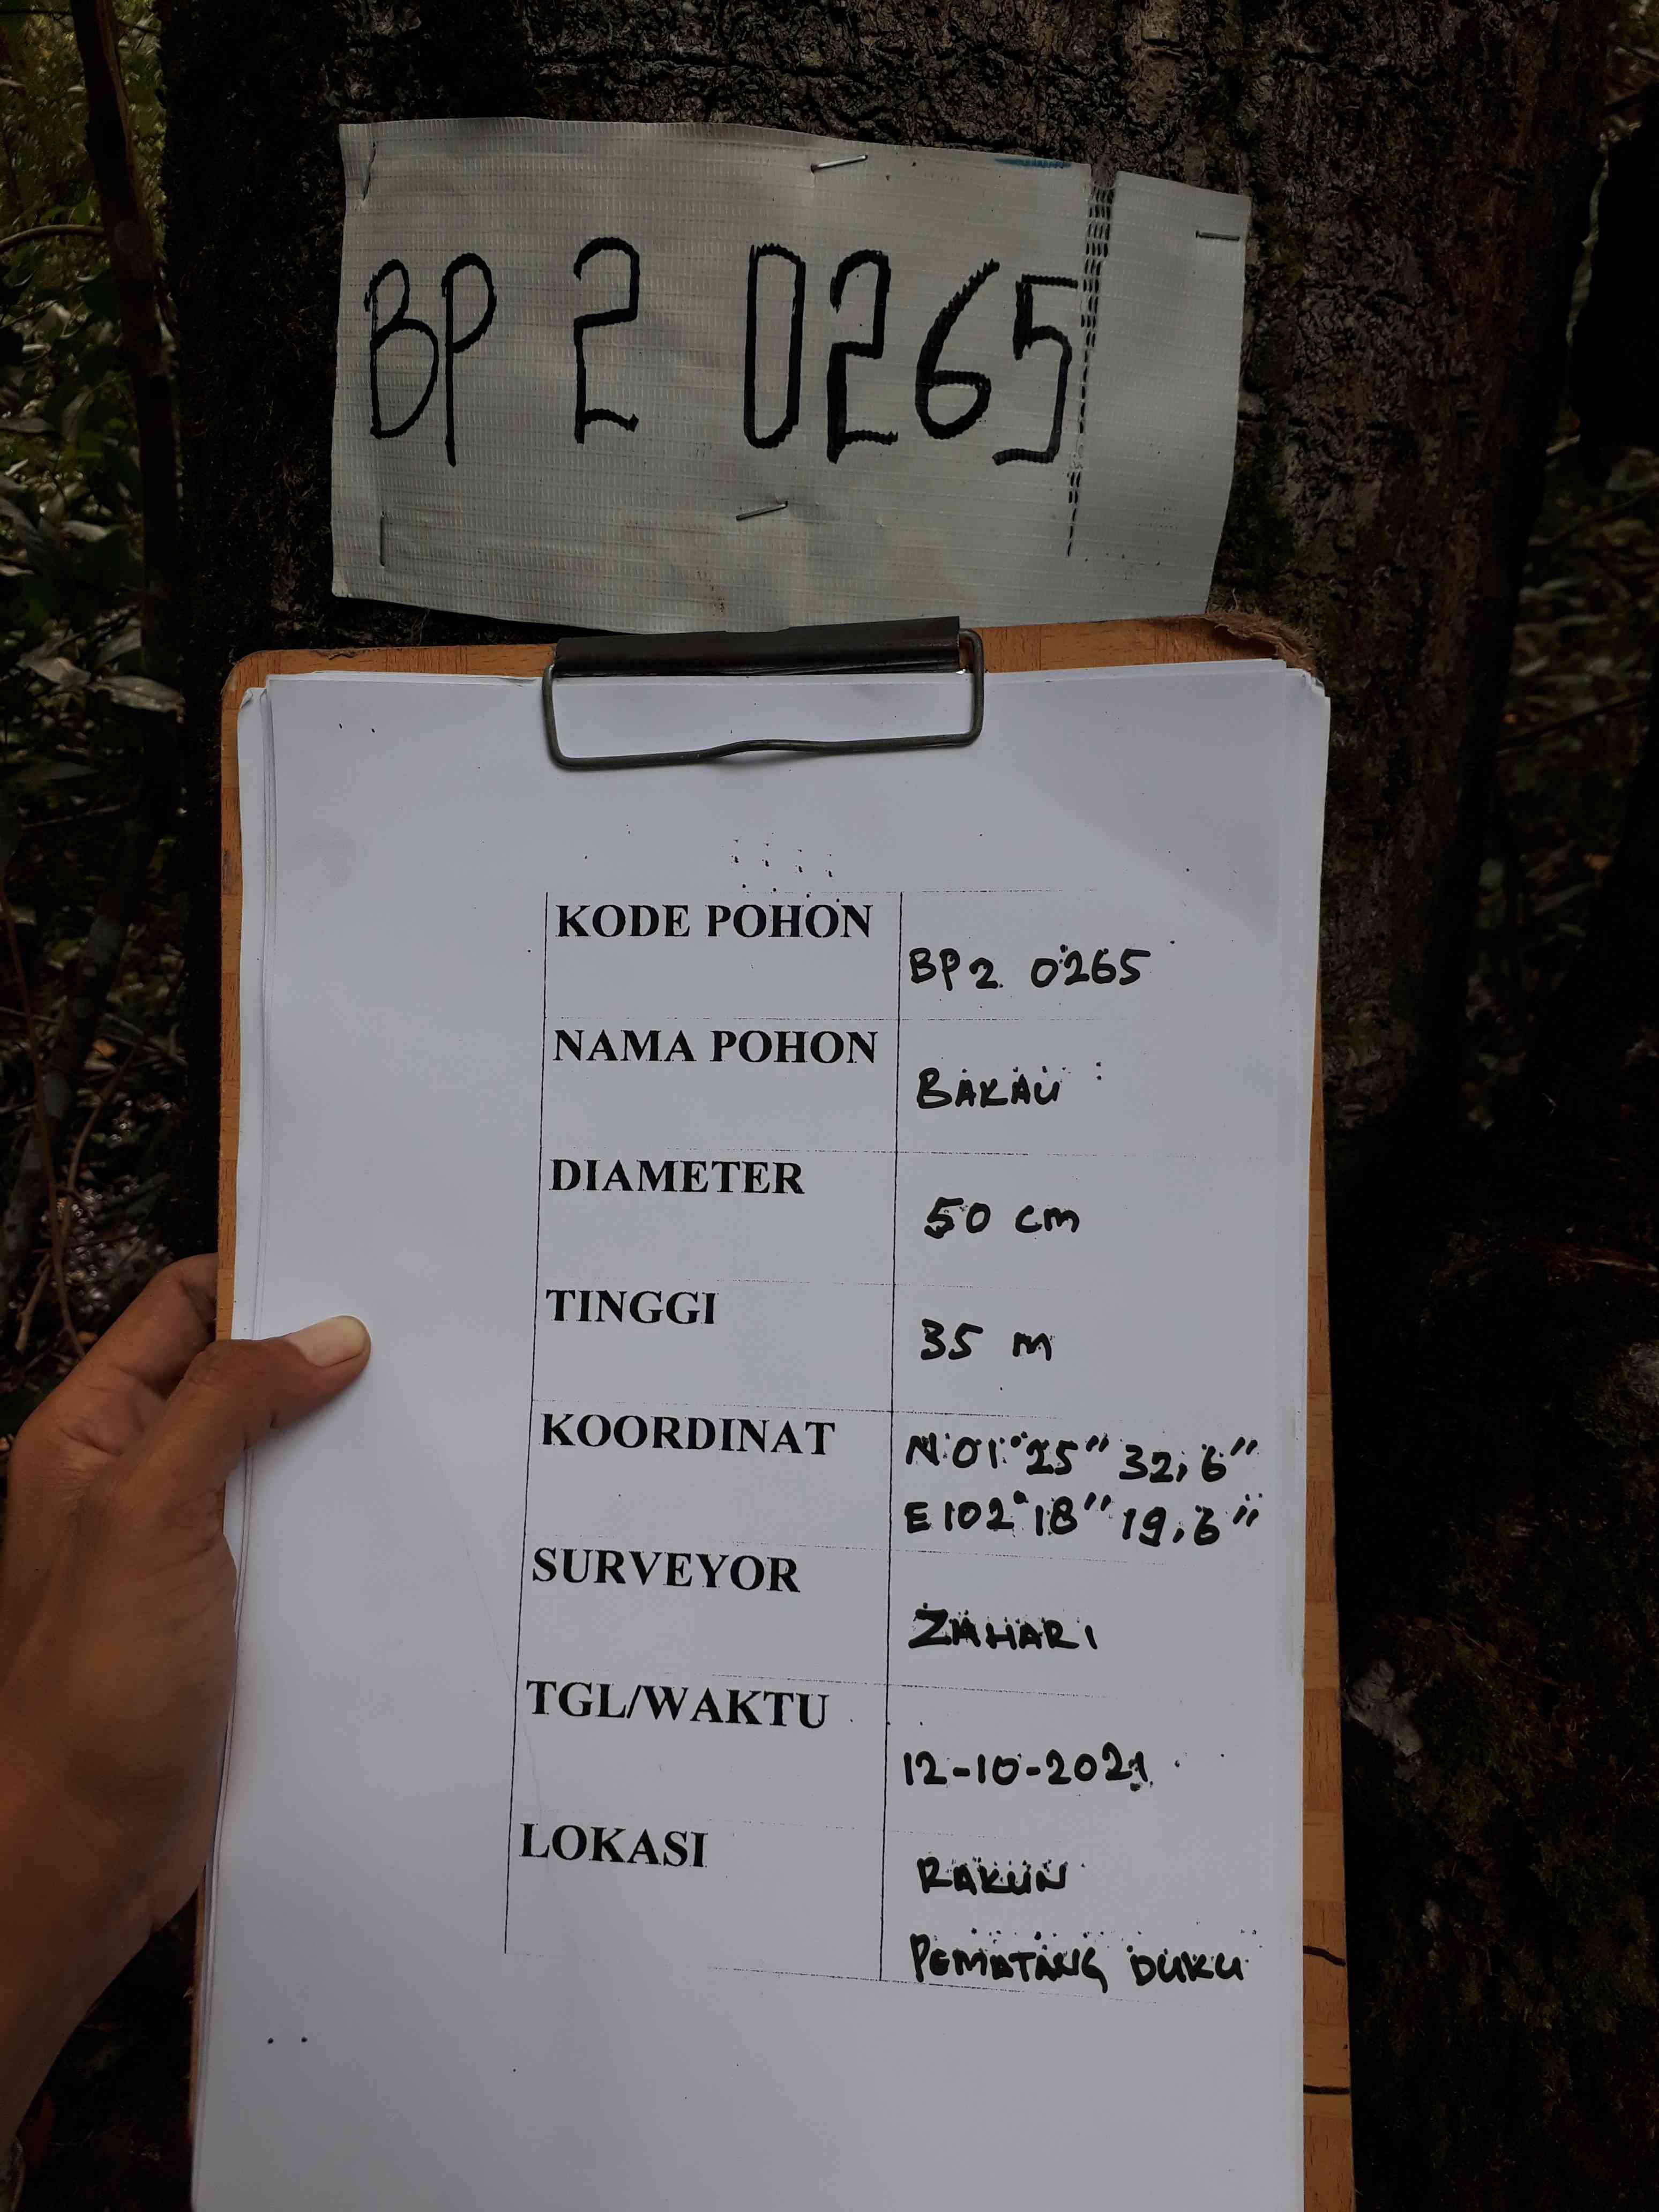 BP 2 0265
KODE POHON
BP2 0265
NAMA POHON
BAKAU
DIAMETER
50 cm
TINGGI
35 m
KOORDINAT
N 01°25" 32,6"
E 102°18" 19,6"
SURVEYOR
ZAHARI
TGL/WAKTU
12-10-2021
LOKASI
RAKUN
PEMATANG DUKU